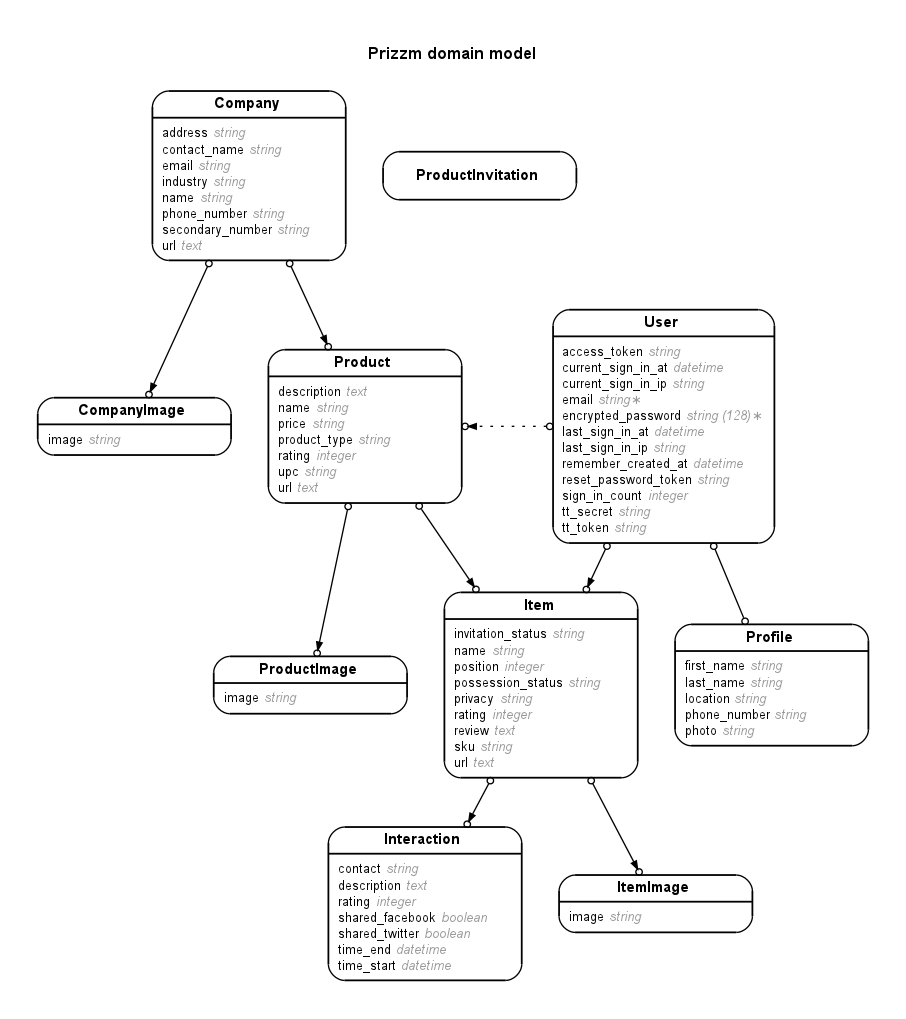 Prizzm domain model
Company
address string
contact_name string
email string
industry string
name string
phone_number string
secondary_number string
url text
ProductInvitation
User
access_token string
current_sign_in_at datetime
current_sign_in_ip string
email string∗
encrypted_password string (128)∗
last_sign_in_at datetime
last_sign_in_ip string
remember_created_at datetime
reset_password_token string
sign_in_count integer
tt_secret string
tt_token string
Product
description text
name string
price string
product_type string
rating integer
upc string
url text
CompanyImage
image string
Item
invitation_status string
name string
position integer
possession_status string
privacy string
rating integer
review text
sku string
url text
Profile
first_name string
last_name string
location string
phone_number string
photo string
ProductImage
image string
Interaction
contact string
description text
rating integer
shared_facebook boolean
shared_twitter boolean
time_end datetime
time_start datetime
ItemImage
image string